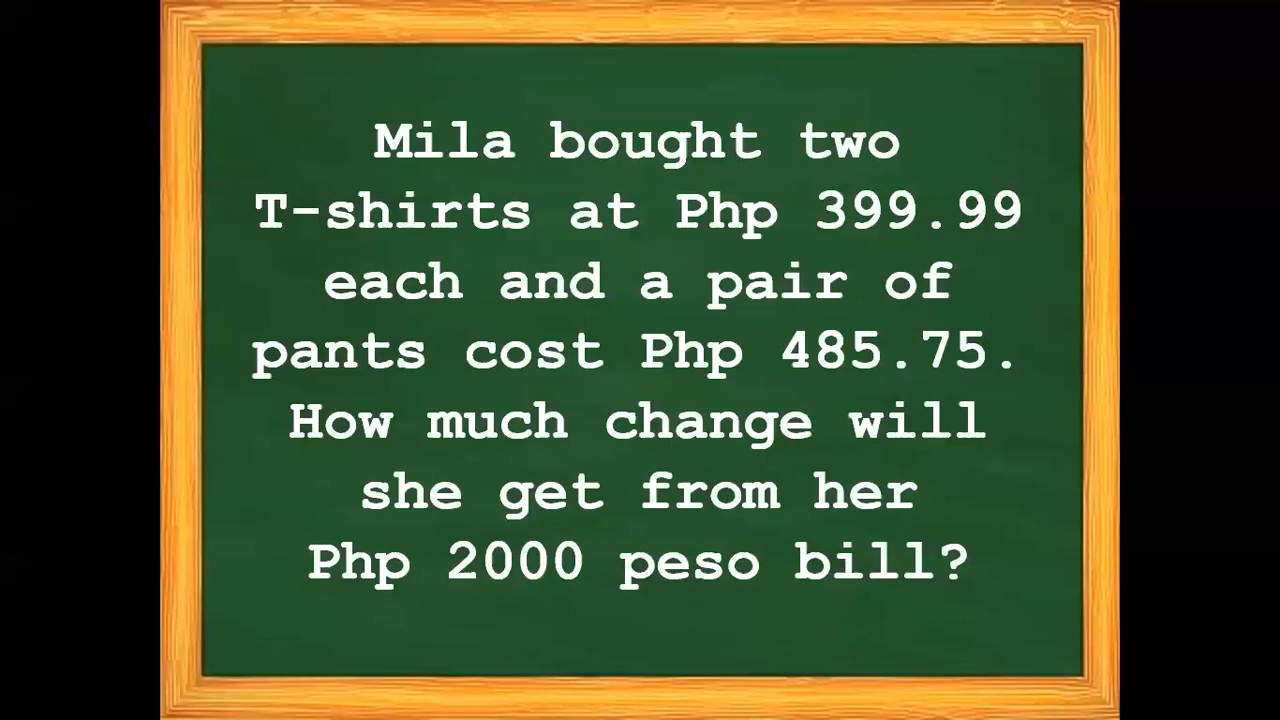 Mila bought two
T-shirts at Php 399.99
each and a pair of
pants cost Php 485.75.
How much change will
she get from her
Php 2000 peso bill?